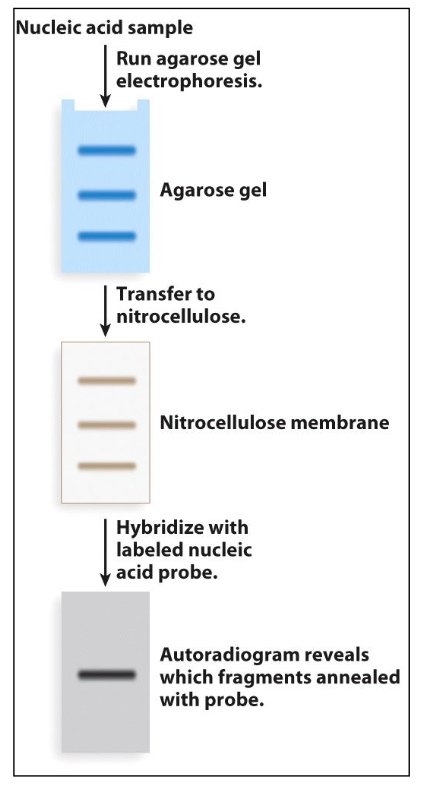 Nucleic acid sample
Run agarose gel
electrophoresis.
Agarose gel
Transfer to
nitrocellulose.
Nitrocellulose membrane
Hybridize with
labeled nucleic
acid probe.
Autoradiogram reveals
which fragments annealed
with probe.